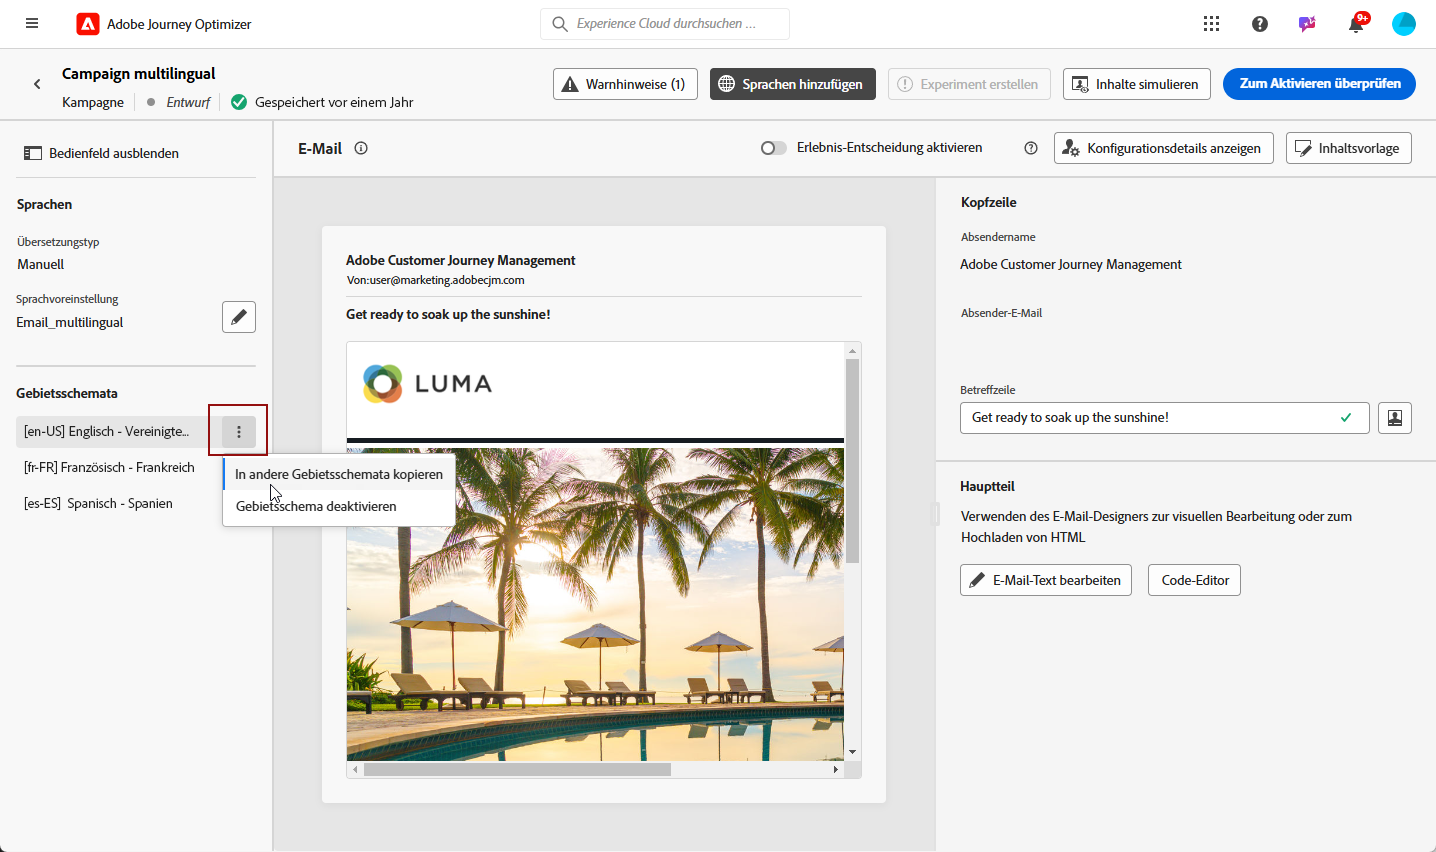 Adobe Journey Optimizer
Experience Cloud durchsuchen ...
9+
Campaign multilingual
Kampagne
Entwurf
Gespeichert vor einem Jahr
Warnhinweise (1)
Sprachen hinzufügen
Experiment erstellen
Inhalte simulieren
Zum Aktivieren überprüfen
Bedienfeld ausblenden
Sprachen
Übersetzungstyp
Manuell
Sprachvoreinstellung
Email_multilingual
Gebietsschemata
[en-US] Englisch - Vereinigte...
[fr-FR] Französisch - Frankreich
[es-ES] Spanisch - Spanien
In andere Gebietsschemata kopieren
Gebietsschema deaktivieren
E-Mail
Erlebnis-Entscheidung aktivieren
Konfigurationsdetails anzeigen
Inhaltsvorlage
Adobe Customer Journey Management
Von:user@marketing.adobecjm.com
Get ready to soak up the sunshine!
LUMA
Kopfzeile
Absendername
Adobe Customer Journey Management
Absender-E-Mail
Betreffzeile
Get ready to soak up the sunshine!
Hauptteil
Verwenden des E-Mail-Designers zur visuellen Bearbeitung oder zum
Hochladen von HTML
E-Mail-Text bearbeiten
Code-Editor